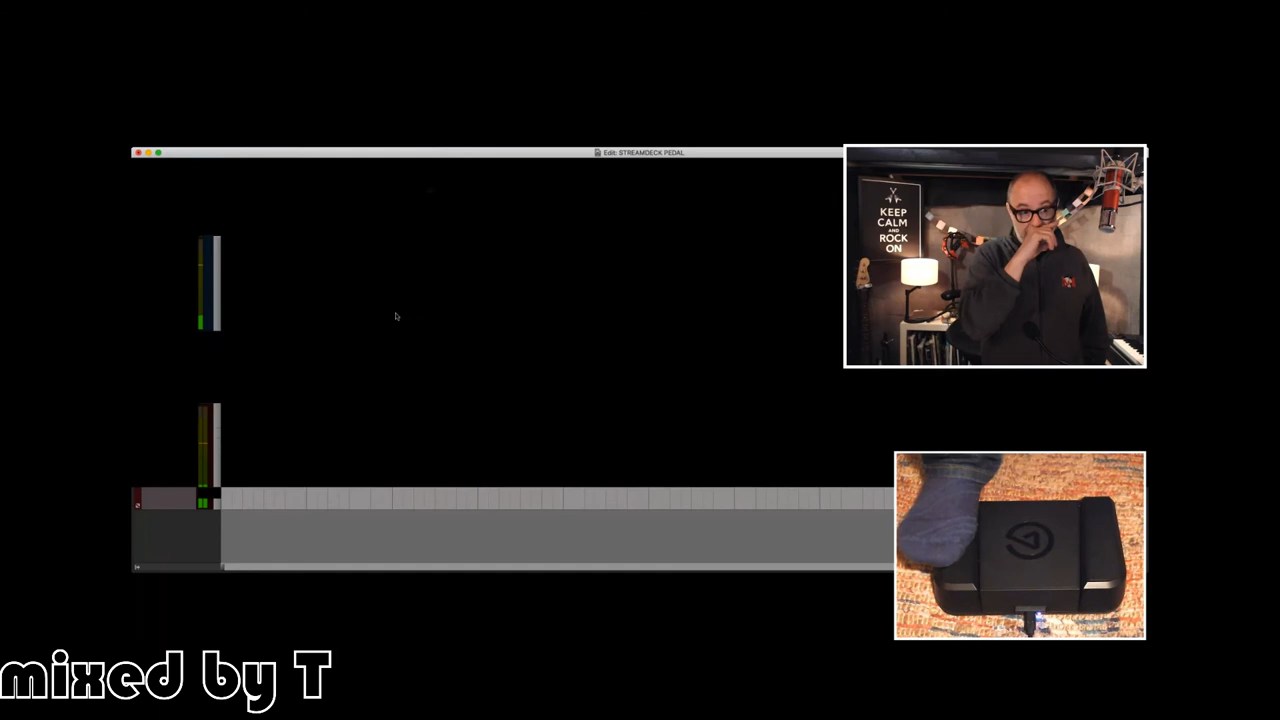 Edit: STREAMDECK PEDAL
KEEP
CALM
AND
ROCK
ON
mixed by T